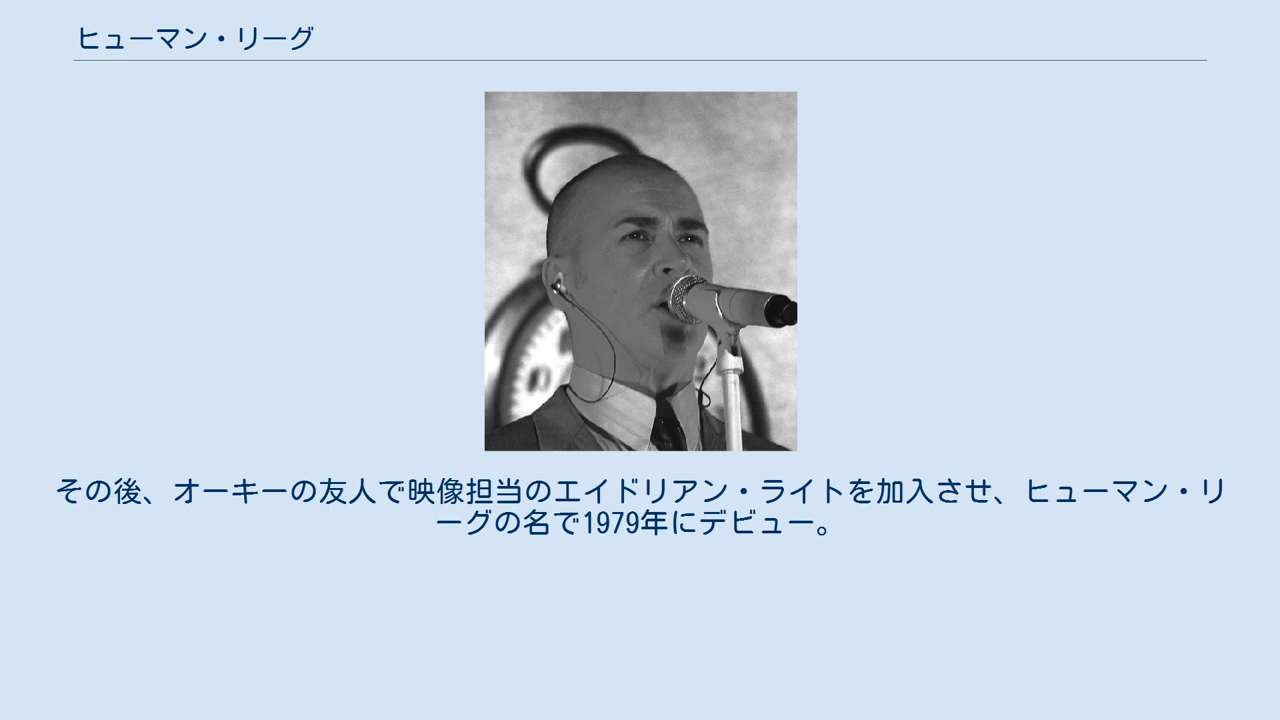 ヒューマン・リーグ
その後、オーキーの友人で映像担当のエイドリアン・ライトを加入させ、ヒューマン・リ
ーグの名で1979年にデビュー。